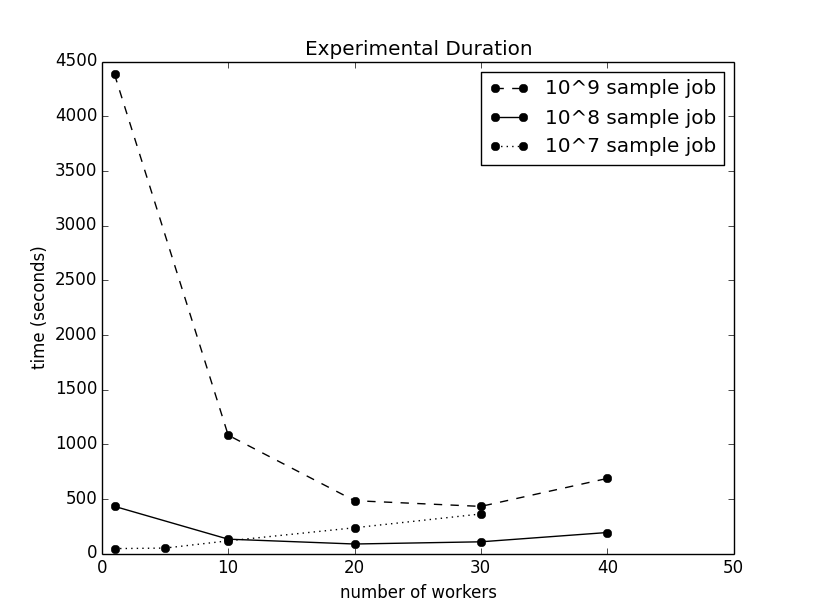 Experimental Duration
4500
4000
3500
3000
2500
2000
1500
1000
500
0
time (seconds)
10^9 sample job
10^8 sample job
10^7 sample job
0 10 20 30 40 50
number of workers